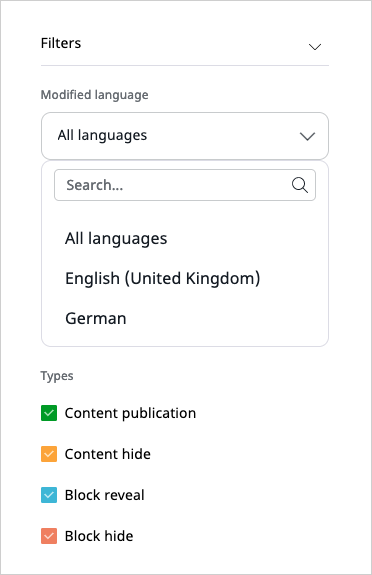 Filters
Modified language
All languages
Search...
All languages
English (United Kingdom)
German
Types
Content publication
Content hide
Block reveal
Block hide